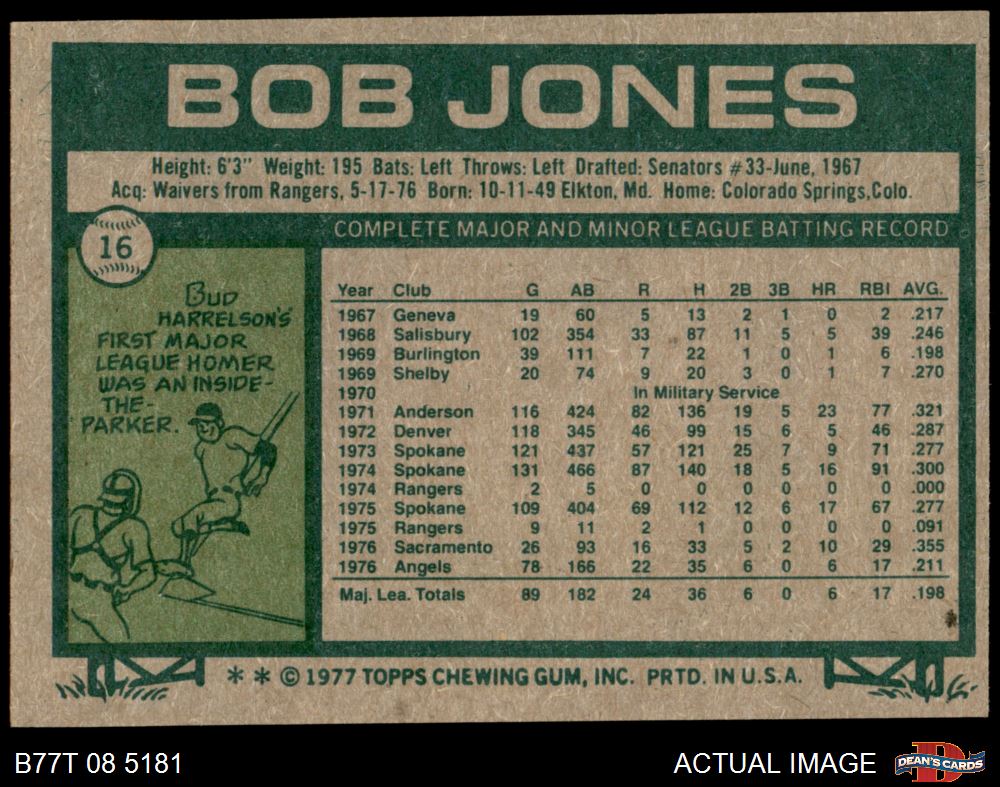 BOB JONES
Height: 6'3" Weight: 195 Bats: Left Throws: Left Drafted: Senators #33-June, 1967
Acq: Waivers from Rangers, 5-17-76 Born: 10-11-49 Elkton, Md. Home: Colorado Springs,Colo.
16
BUD
HARRELSON'S
FIRST MAJOR
LEAGUE HOMER
WAS AN INSIDE-
THE-
PARKER.
COMPLETE MAJOR AND MINOR LEAGUE BATTING RECORD
Year Club G AB R H 2B 3B HR RBI AVG.
1967 Geneva 19 60 5 13 2 1 0 2 .217
1968 Salisbury 102 354 33 87 11 5 5 39 .246
1969 Burlington 39 111 7 22 1 0 1 6 .198
1969 Shelby 20 74 9 20 3 0 1 7 .270
1970 In Military Service
1971 Anderson 116 424 82 136 19 5 23 77 .321
1972 Denver 118 345 46 99 15 6 5 46 .287
1973 Spokane 121 437 57 121 25 7 9 71 .277
1974 Spokane 131 466 87 140 18 5 16 91 .300
1974 Rangers 2 5 0 0 0 0 0 0 .000
1975 Spokane 109 404 69 112 12 6 17 67 .277
1975 Rangers 9 11 2 1 0 0 0 0 .091
1976 Sacramento 26 93 16 33 5 2 10 29 .355
1976 Angels 78 166 22 35 6 0 6 17 .211
Maj. Lea. Totals 89 182 24 36 6 0 6 17 .198
* * © 1977 TOPPS CHEWING GUM, INC. PRTD. IN U.S.A.
B77T 08 5181
ACTUAL IMAGE
DEAN'S CARDS